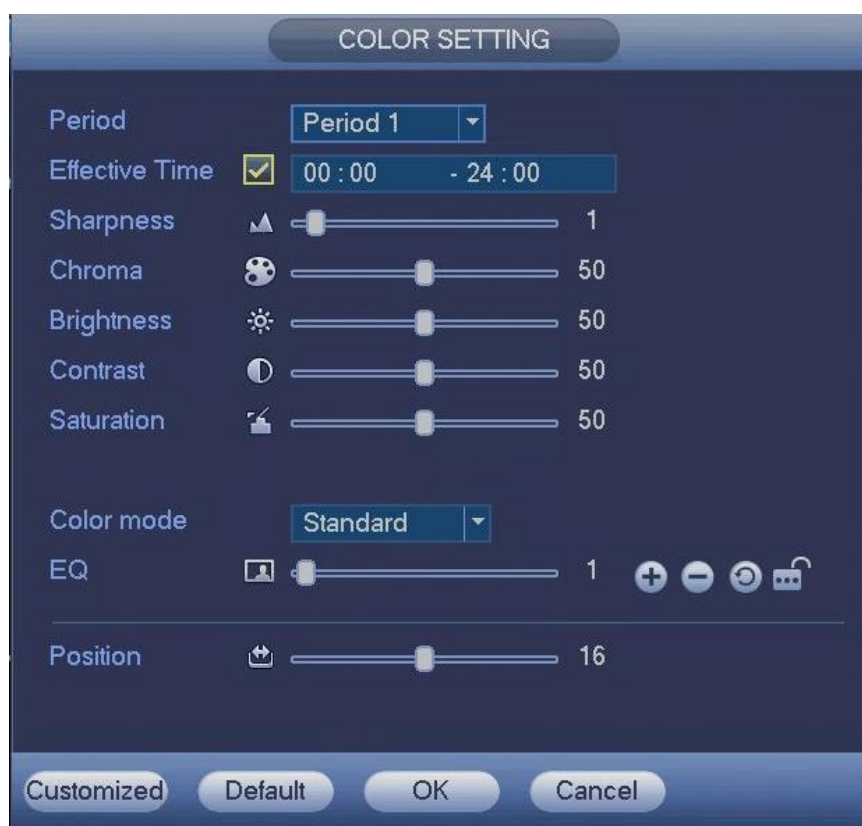 COLOR SETTING
Period Period 1
Effective Time 00 : 00 - 24 : 00
Sharpness 1
Chroma 50
Brightness 50
Contrast 50
Saturation 50
Color mode Standard
EQ 1
Position 16
Customized Default OK Cancel